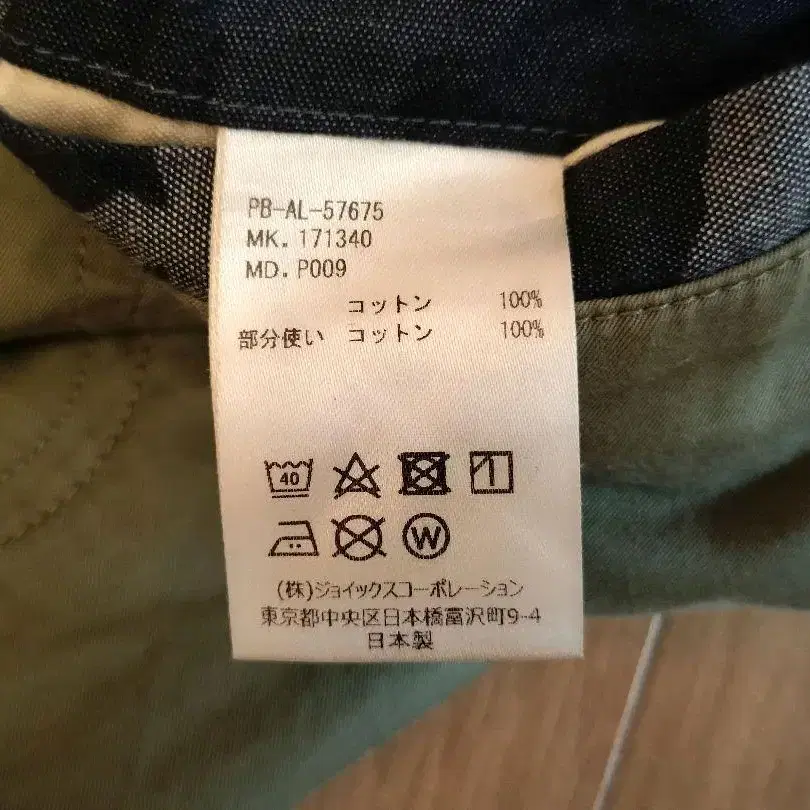 PB-AL-57675
MK. 171340
MD. P009
コットン 100%
部分使い コットン 100%
40
W
(株)ジョイックスコーポレーション
東京都中央区日本橋富沢町9-4
日本製